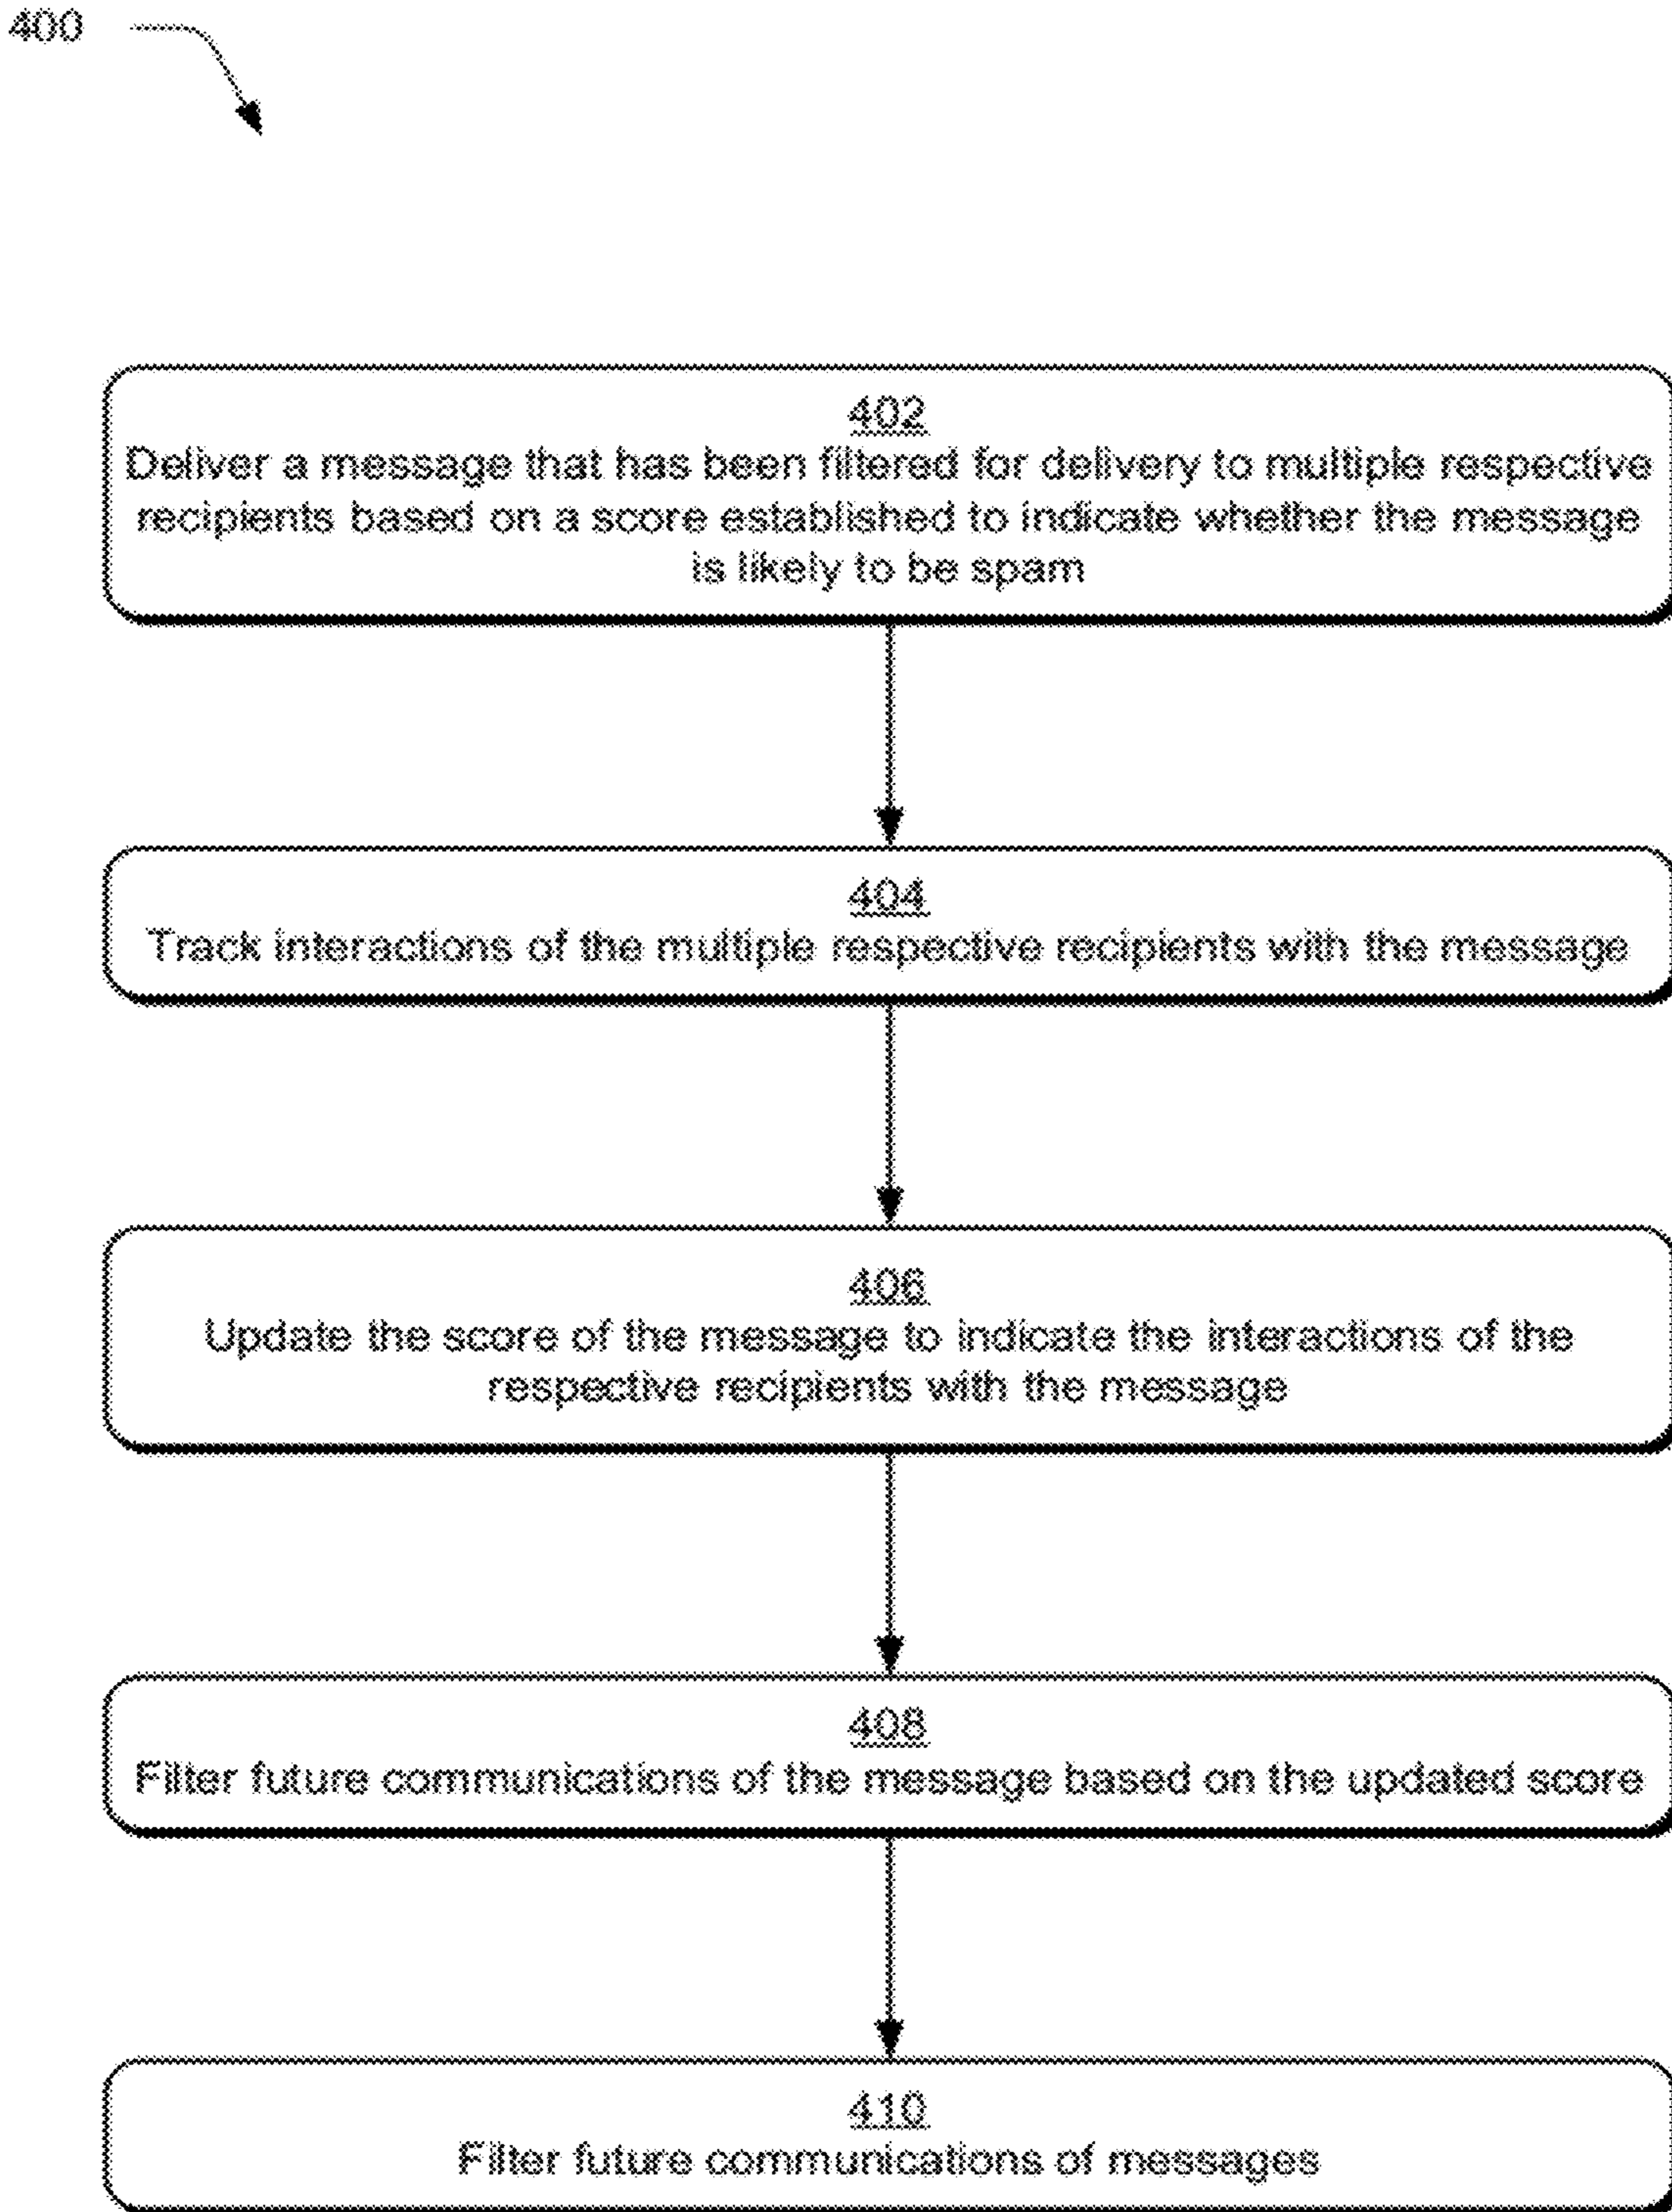 400
402
Deliver a message that has been filtered for delivery to multiple respective
recipients based on a score established to indicate whether the message
is likely to be spam
404
Track interactions of the multiple respective recipients with the message
406
Update the score of the message to indicate the interactions of the
respective recipients with the message
408
Filter future communications of the message based on the updated score
410
Filter future communications of messages